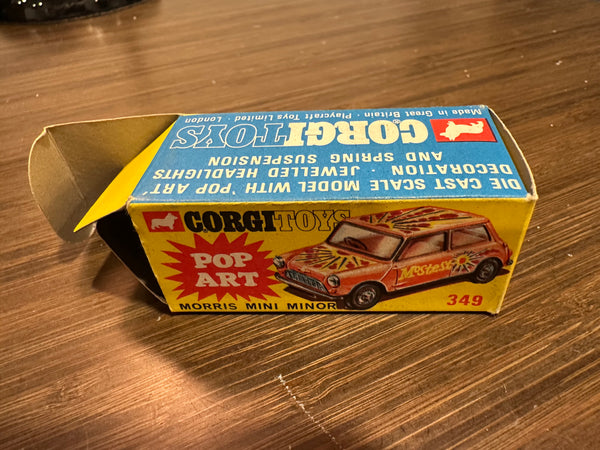 Made in Great Britain · Playcraft Toys Limited · London
CORGI TOYS
®
DIE CAST SCALE MODEL WITH 'POP ART'
DECORATION · JEWELLED HEADLIGHTS
AND SPRING SUSPENSION
CORGI TOYS
POP
ART
Mostest
MORRIS MINI MINOR
349